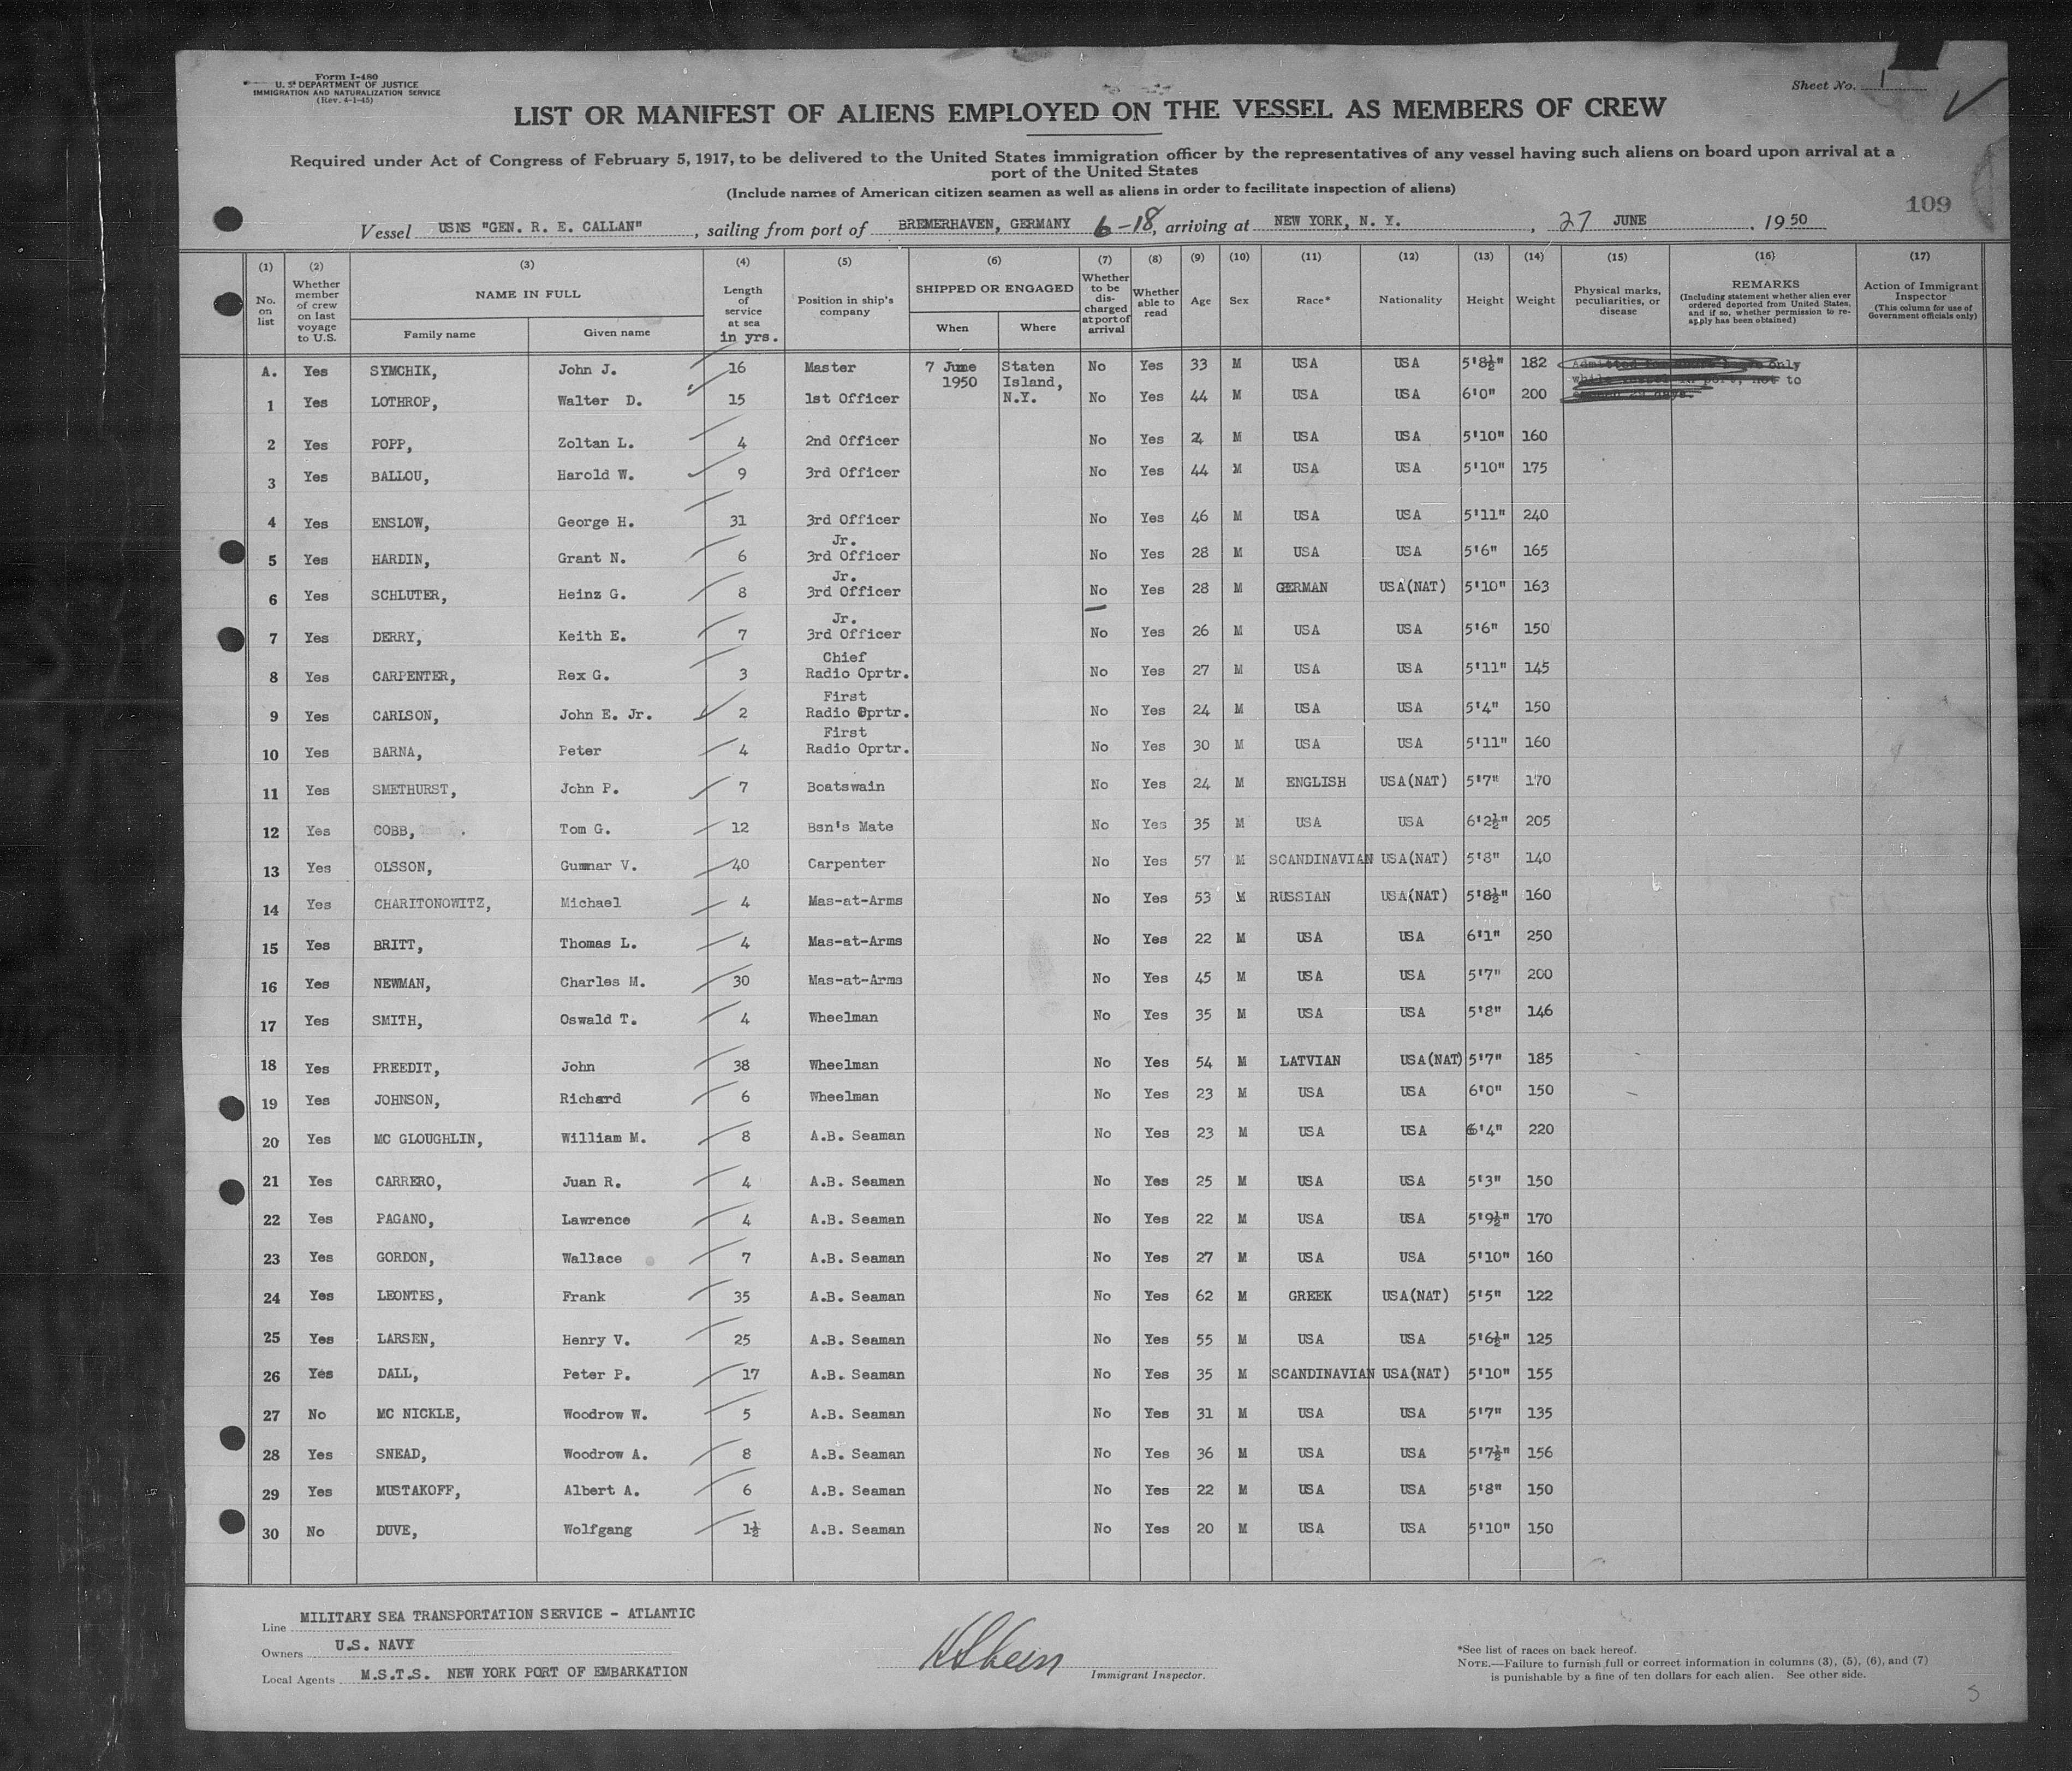 Form I-480
U. S. DEPARTMENT OF JUSTICE
IMMIGRATION AND NATURALIZATION SERVICE
(Rev. 4-1-45)
Sheet No. 1
LIST OR MANIFEST OF ALIENS EMPLOYED ON THE VESSEL AS MEMBERS OF CREW
Required under Act of Congress of February 5, 1917, to be delivered to the United States immigration officer by the representatives of any vessel having such aliens on board upon arrival at a
port of the United States
(Include names of American citizen seamen as well as aliens in order to facilitate inspection of aliens)
109
Vessel USNS "GEN. R. E. CALLAN", sailing from port of BREMERHAVEN, GERMANY 6-18, arriving at NEW YORK, N. Y., 27 JUNE, 1950
(1) No. on list (2) Whether member of crew on last voyage to U.S. (3) NAME IN FULL Family name Given name (4) Length of service at sea in yrs. (5) Position in ship's company (6) SHIPPED OR ENGAGED When Where (7) Whether to be discharged at port of arrival (8) Whether able to read (9) Age (10) Sex (11) Race* (12) Nationality (13) Height (14) Weight (15) Physical marks, peculiarities, or disease (16) REMARKS (Including statement whether alien ever ordered deported from United States, and if so, whether permission to re-apply has been obtained) (17) Action of Immigrant Inspector (This column for use of Government officials only)
A. Yes SYMCHIK, John J. 16 Master 7 June 1950 Staten Island, N.Y. No Yes 33 M USA USA 5'8½" 182 only
while vessel in port, not to
1 Yes LOTHROP, Walter D. 15 1st Officer No Yes 44 M USA USA 6'0" 200
2 Yes POPP, Zoltan L. 4 2nd Officer No Yes M USA USA 5'10" 160
3 Yes BALLOU, Harold W. 9 3rd Officer No Yes 44 M USA USA 5'10" 175
4 Yes ENSLOW, George H. 31 3rd Officer No Yes 46 M USA USA 5'11" 240
5 Yes HARDIN, Grant N. 6 Jr. 3rd Officer No Yes 28 M USA USA 5'6" 165
6 Yes SCHLUTER, Heinz G. 8 Jr. 3rd Officer No Yes 28 M GERMAN USA(NAT) 5'10" 163
7 Yes DERRY, Keith E. 7 Jr. 3rd Officer No Yes 26 M USA USA 5'6" 150
8 Yes CARPENTER, Rex G. 3 Chief Radio Oprtr. No Yes 27 M USA USA 5'11" 145
9 Yes CARLSON, John E. Jr. 2 First Radio Oprtr. No Yes 24 M USA USA 5'4" 150
10 Yes BARNA, Peter 4 First Radio Oprtr. No Yes 30 M USA USA 5'11" 160
11 Yes SMETHURST, John P. 7 Boatswain No Yes 24 M ENGLISH USA(NAT) 5'7" 170
12 Yes COBB, Tom G. 12 Bsn's Mate No Yes 35 M USA USA 6'2½" 205
13 Yes OLSSON, Gunnar V. 40 Carpenter No Yes 57 M SCANDINAVIAN USA(NAT) 5'8" 140
14 Yes CHARITONOWITZ, Michael 4 Mas-at-Arms No Yes 53 M RUSSIAN USA(NAT) 5'8½" 160
15 Yes BRITT, Thomas L. 4 Mas-at-Arms No Yes 22 M USA USA 6'1" 250
16 Yes NEWMAN, Charles M. 30 Mas-at-Arms No Yes 45 M USA USA 5'7" 200
17 Yes SMITH, Oswald T. 4 Wheelman No Yes 35 M USA USA 5'8" 146
18 Yes PREEDIT, John 38 Wheelman No Yes 54 M LATVIAN USA(NAT) 5'7" 185
19 Yes JOHNSON, Richard 6 Wheelman No Yes 23 M USA USA 6'0" 150
20 Yes MC GLOUGHLIN, William M. 8 A.B. Seaman No Yes 23 M USA USA 6'4" 220
21 Yes CARRERO, Juan R. 4 A.B. Seaman No Yes 25 M USA USA 5'3" 150
22 Yes PAGANO, Lawrence 4 A.B. Seaman No Yes 22 M USA USA 5'9½" 170
23 Yes GORDON, Wallace 7 A.B. Seaman No Yes 27 M USA USA 5'10" 160
24 Yes LEONTES, Frank 35 A.B. Seaman No Yes 62 M GREEK USA(NAT) 5'5" 122
25 Yes LARSEN, Henry V. 25 A.B. Seaman No Yes 55 M USA USA 5'6½" 125
26 Yes DALL, Peter P. 17 A.B. Seaman No Yes 35 M SCANDINAVIAN USA(NAT) 5'10" 155
27 No MC NICKLE, Woodrow W. 5 A.B. Seaman No Yes 31 M USA USA 5'7" 135
28 Yes SNEAD, Woodrow A. 8 A.B. Seaman No Yes 36 M USA USA 5'7½" 156
29 Yes MUSTAKOFF, Albert A. 6 A.B. Seaman No Yes 22 M USA USA 5'8" 150
30 No DUVE, Wolfgang 1½ A.B. Seaman No Yes 20 M USA USA 5'10" 150
Line MILITARY SEA TRANSPORTATION SERVICE - ATLANTIC
Owners U.S. NAVY
Local Agents M.S.T.S. NEW YORK PORT OF EMBARKATION
Immigrant Inspector.
*See list of races on back hereof.
NOTE.—Failure to furnish full or correct information in columns (3), (5), (6), and (7)
is punishable by a fine of ten dollars for each alien. See other side.